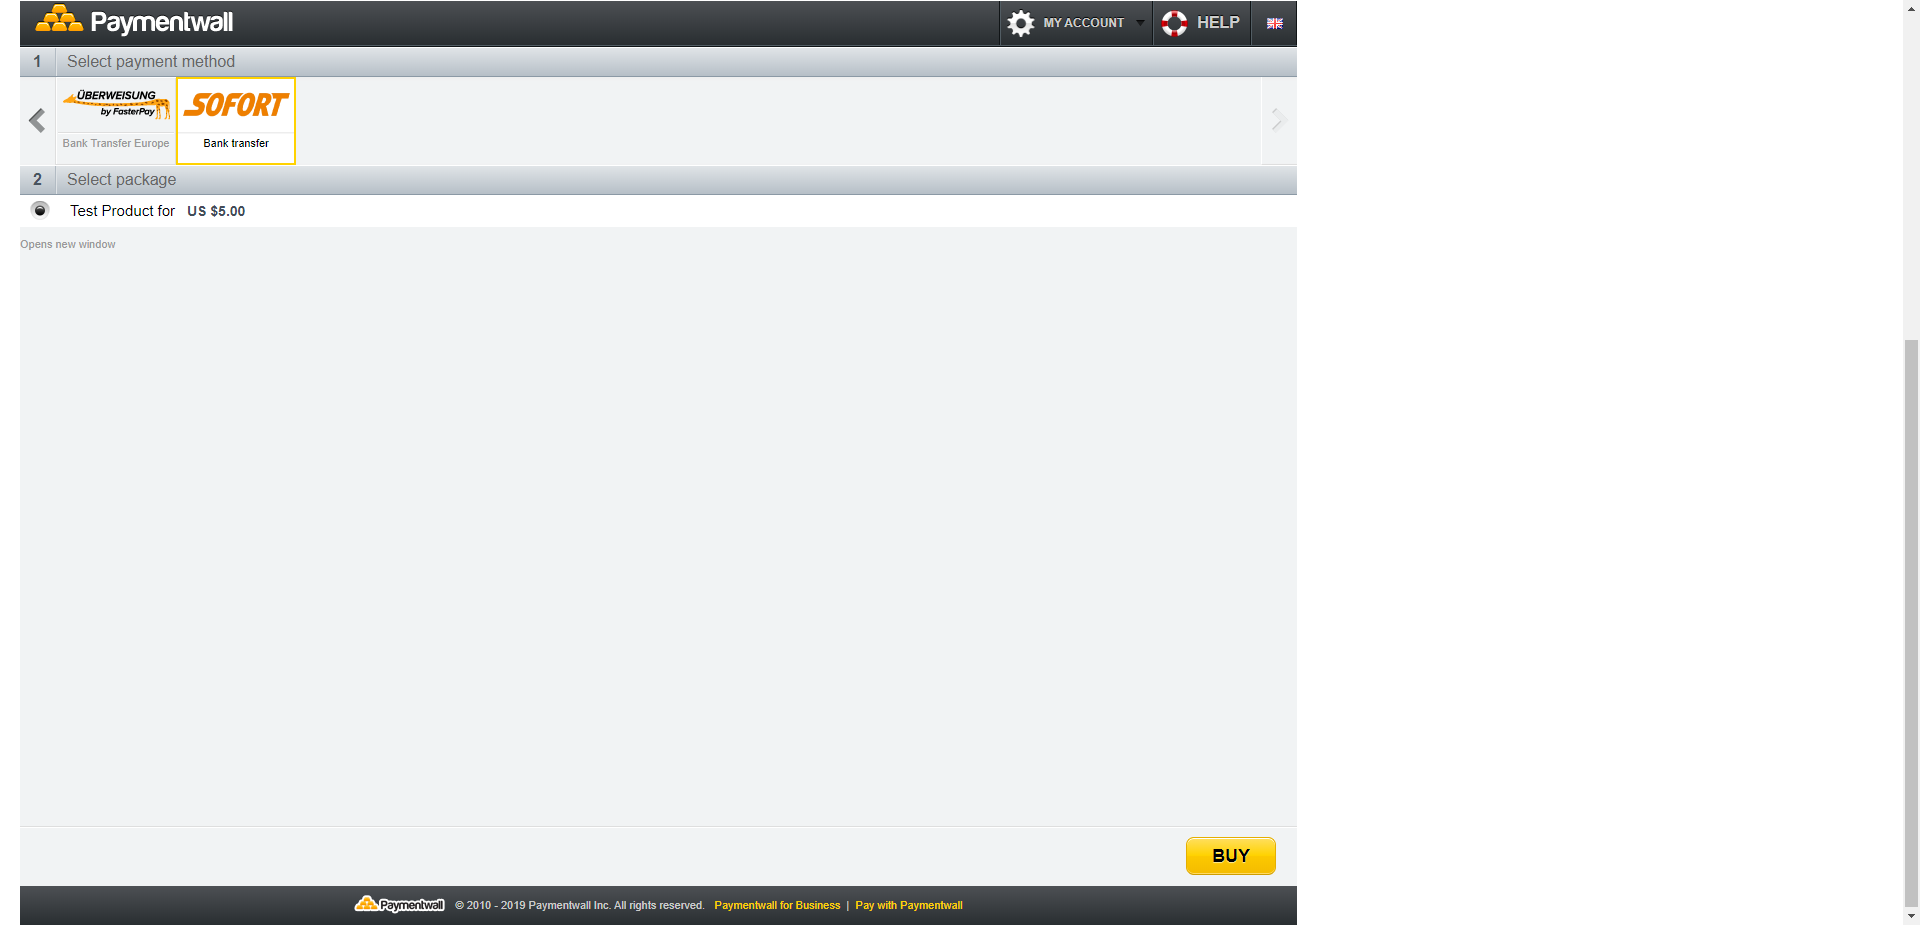 Paymentwall
MY ACCOUNT
HELP
1 Select payment method
ÜBERWEISUNG
by FasterPay
Bank Transfer Europe
SOFORT
Bank transfer
2 Select package
Test Product for US $5.00
Opens new window
BUY
Paymentwall © 2010 - 2019 Paymentwall Inc. All rights reserved. Paymentwall for Business | Pay with Paymentwall